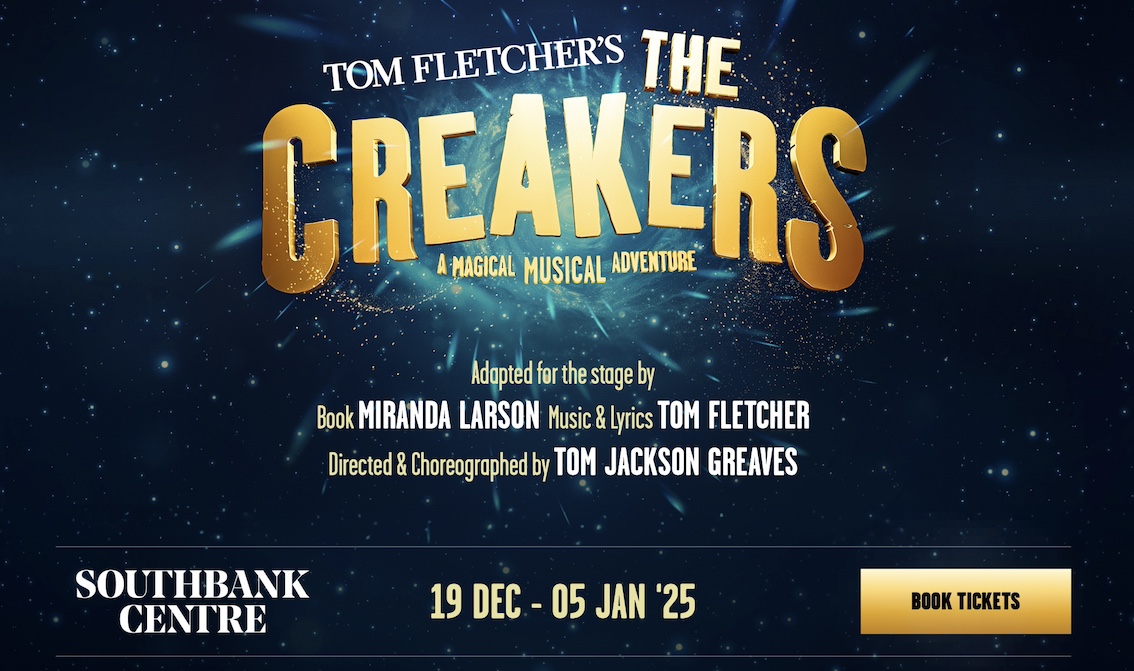 TOM FLETCHER'S THE
CREAKERS
A MAGICAL MUSICAL ADVENTURE
Adapted for the stage by
Book MIRANDA LARSON Music & Lyrics TOM FLETCHER
Directed & Choreographed by TOM JACKSON GREAVES
SOUTHBANK
CENTRE
19 DEC - 05 JAN '25
BOOK TICKETS